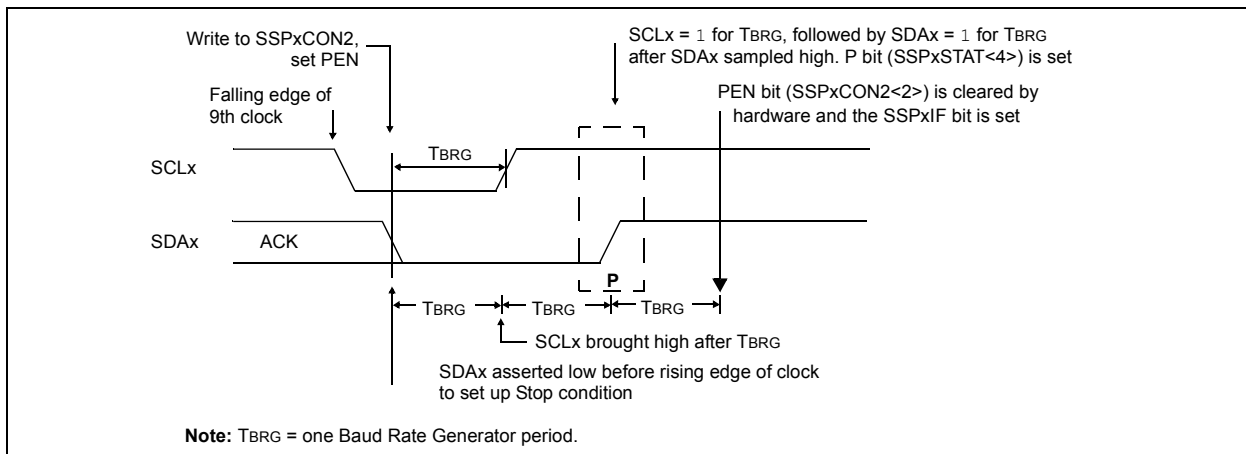 Write to SSPxCON2,
set PEN
SCLx = 1 for TBRG, followed by SDAx = 1 for TBRG
after SDAx sampled high. P bit (SSPxSTAT<4>) is set
Falling edge of
9th clock
PEN bit (SSPxCON2<2>) is cleared by
hardware and the SSPxIF bit is set
TBRG
SCLx
SDAx
ACK
P
TBRG
TBRG
TBRG
SCLx brought high after TBRG
SDAx asserted low before rising edge of clock
to set up Stop condition
Note: TBRG = one Baud Rate Generator period.